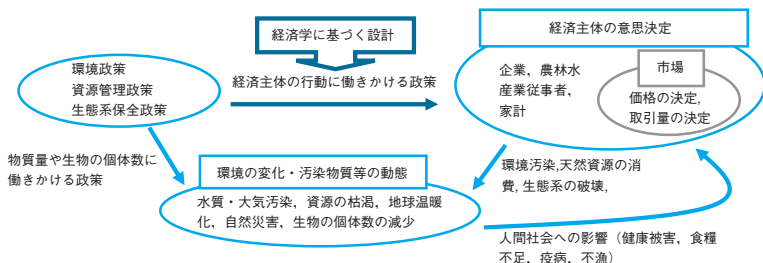 経済学に基づく設計
経済主体の意思決定
環境政策
資源管理政策
生態系保全政策
経済主体の行動に働きかける政策
企業，農林水
産業従事者，
家計
市場
価格の決定,
取引量の決定
物質量や生物の個体数に
働きかける政策
環境の変化・汚染物質等の動態
水質・大気汚染，資源の枯渇，地球温暖
化，自然災害，生物の個体数の減少
環境汚染,天然資源の消
費, 生態系の破壊,
人間社会への影響（健康被害，食糧
不足，疫病，不漁）